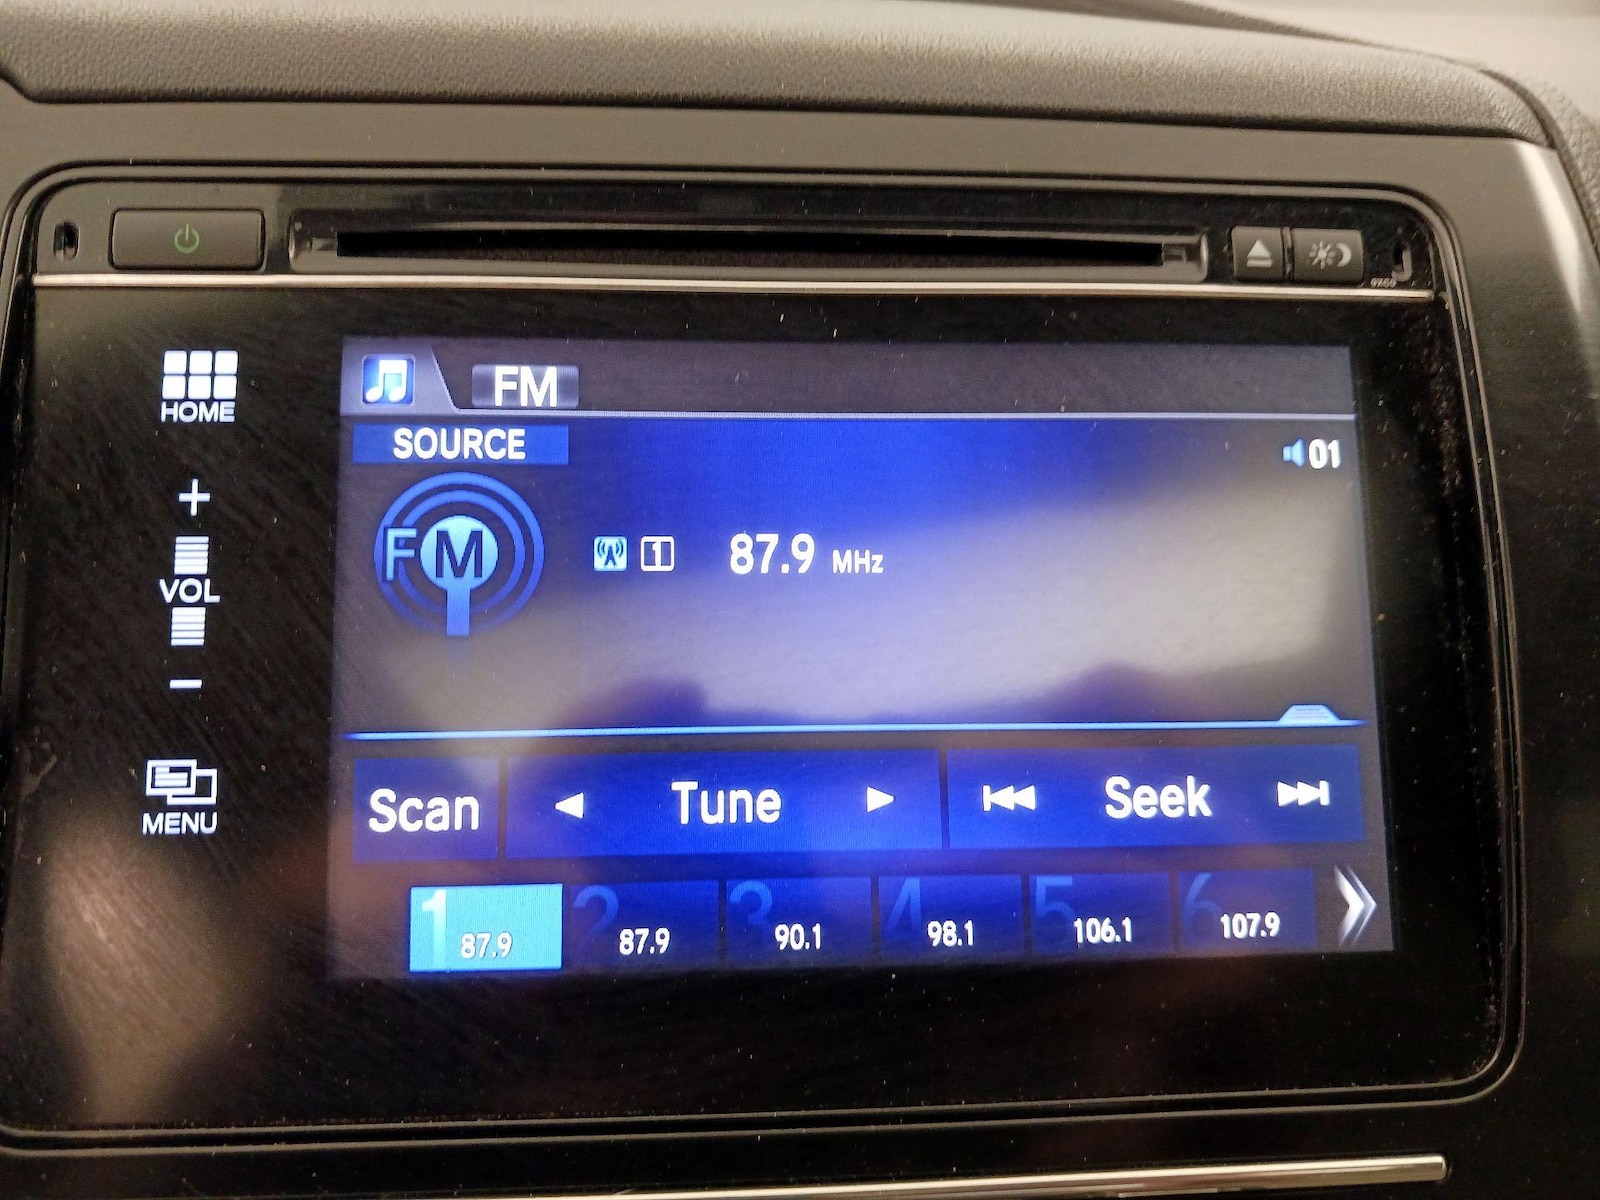 HOME
VOL
MENU
FM
SOURCE
01
FM
1 87.9 MHz
Scan Tune Seek
1 2 3 4 5 6
87.9 87.9 90.1 98.1 106.1 107.9